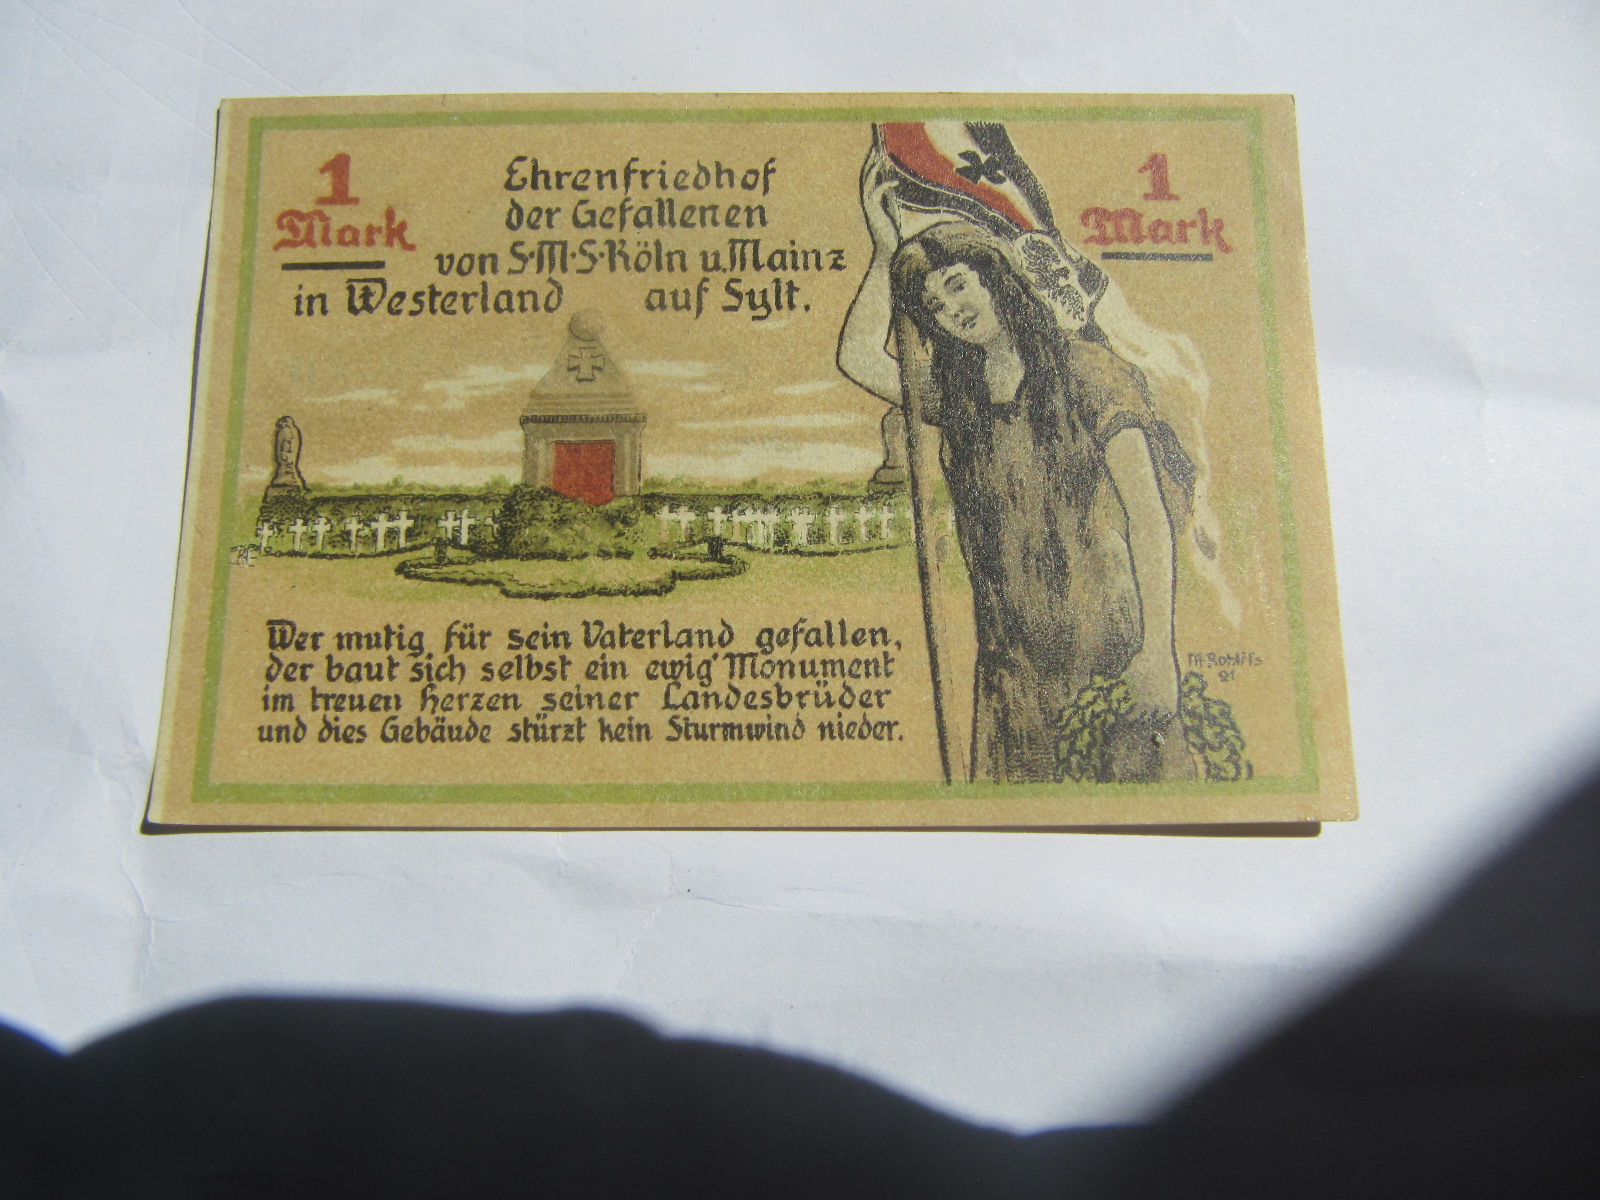 1 Mark
Ehrenfriedhof
der Gefallenen
von S·M·S·Köln u. Mainz
in Westerland auf Sylt.
1 Mark
Wer mutig für sein Vaterland gefallen,
der baut sich selbst ein ewig' Monument
im treuen Herzen seiner Landesbrüder
und dies Gebäude stürzt kein Sturmwind nieder.
21